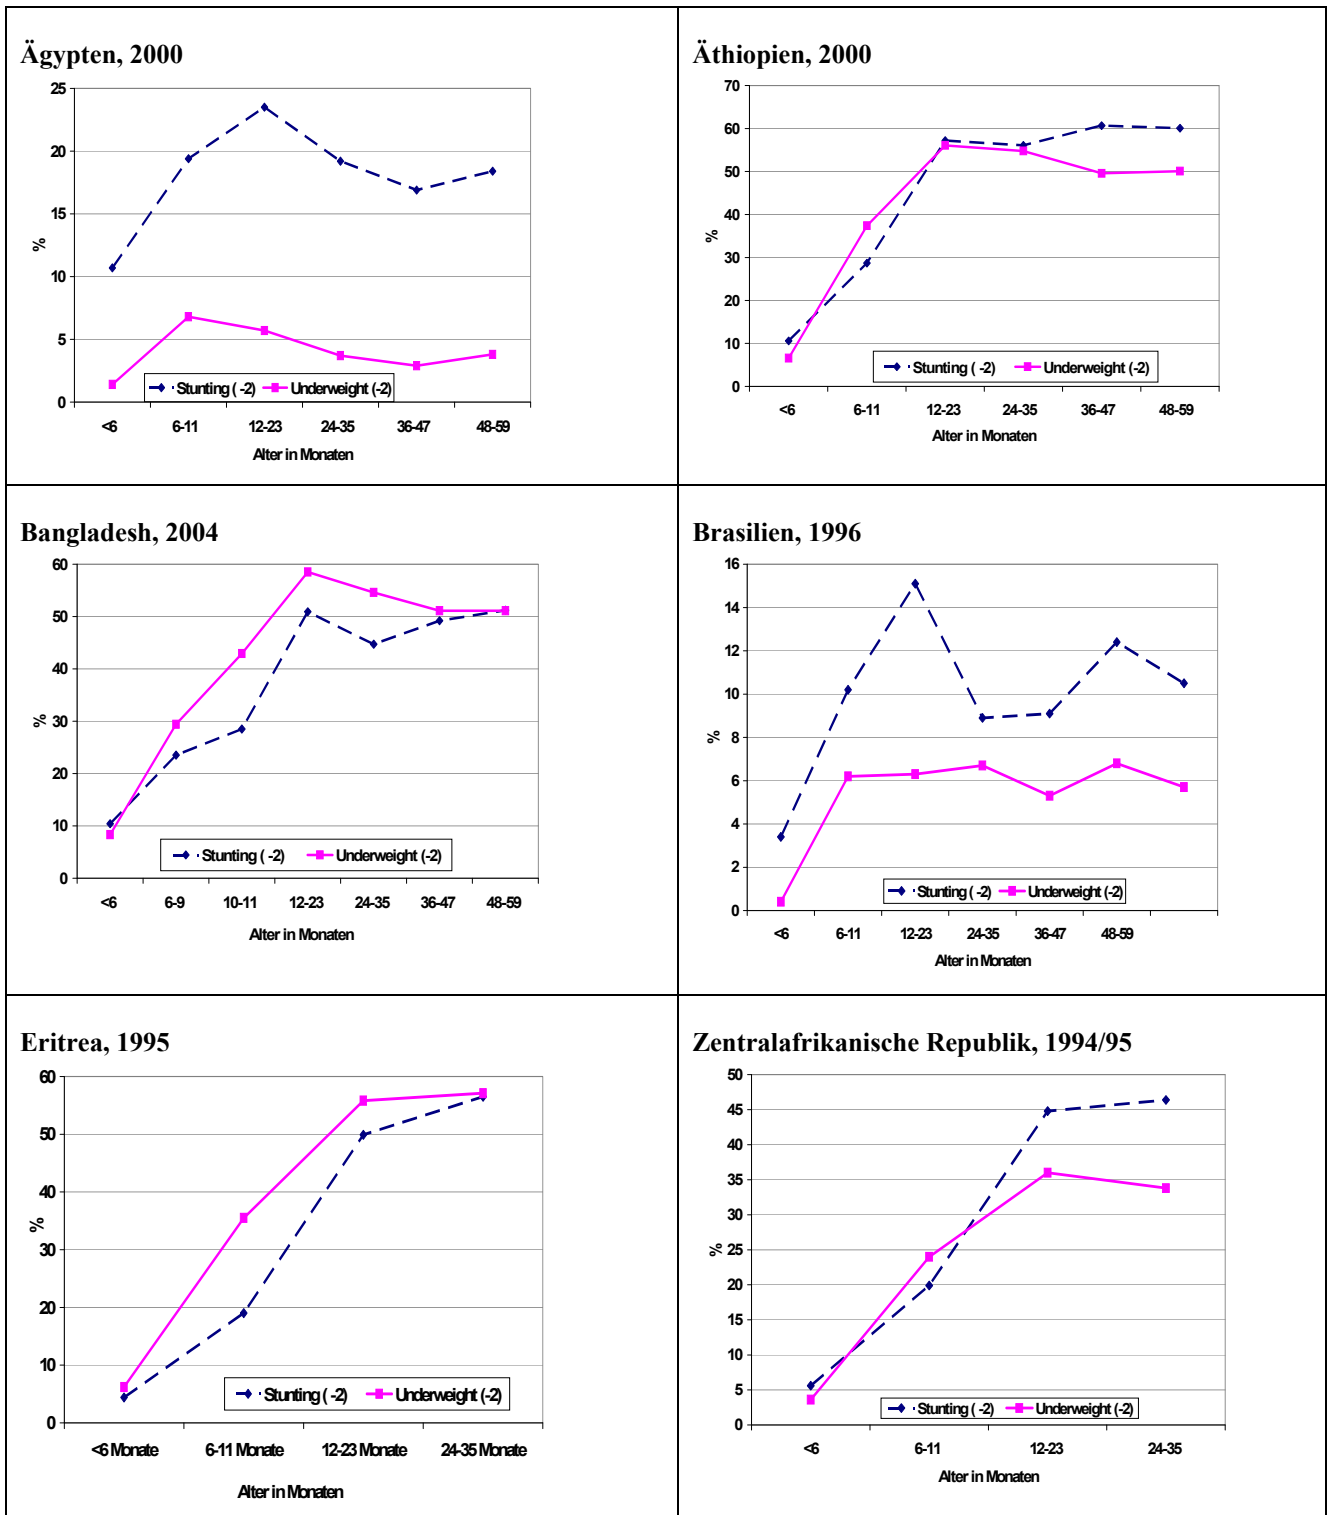 Ägypten, 2000
25
20
15
10
5
0
%
Stunting ( -2)
Underweight (-2)
<6
6-11
12-23
24-35
36-47
48-59
Alter in Monaten
Äthiopien, 2000
70
60
50
40
30
20
10
0
%
Stunting ( -2)
Underweight (-2)
<6
6-11
12-23
24-35
36-47
48-59
Alter in Monaten
Bangladesh, 2004
60
50
40
30
20
10
0
%
Stunting ( -2)
Underweight (-2)
<6
6-9
10-11
12-23
24-35
36-47
48-59
Alter in Monaten
Brasilien, 1996
16
14
12
10
8
6
4
2
0
%
Stunting ( -2)
Underweight (-2)
<6
6-11
12-23
24-35
36-47
48-59
Alter in Monaten
Eritrea, 1995
60
50
40
30
20
10
0
%
Stunting ( -2)
Underweight (-2)
<6 Monate
6-11 Monate
12-23 Monate
24-35 Monate
Alter in Monaten
Zentralafrikanische Republik, 1994/95
50
45
40
35
30
25
20
15
10
5
0
%
Stunting ( -2)
Underweight (-2)
<6
6-11
12-23
24-35
Alter in Monaten